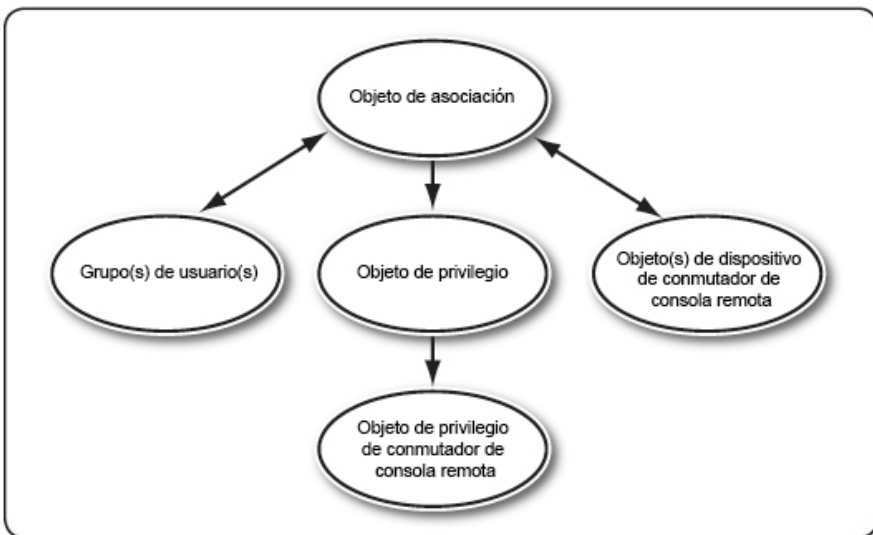 Objeto de asociación
Grupo(s) de usuario(s)
Objeto de privilegio
Objeto(s) de dispositivo
de conmutador de
consola remota
Objeto de privilegio
de conmutador de
consola remota